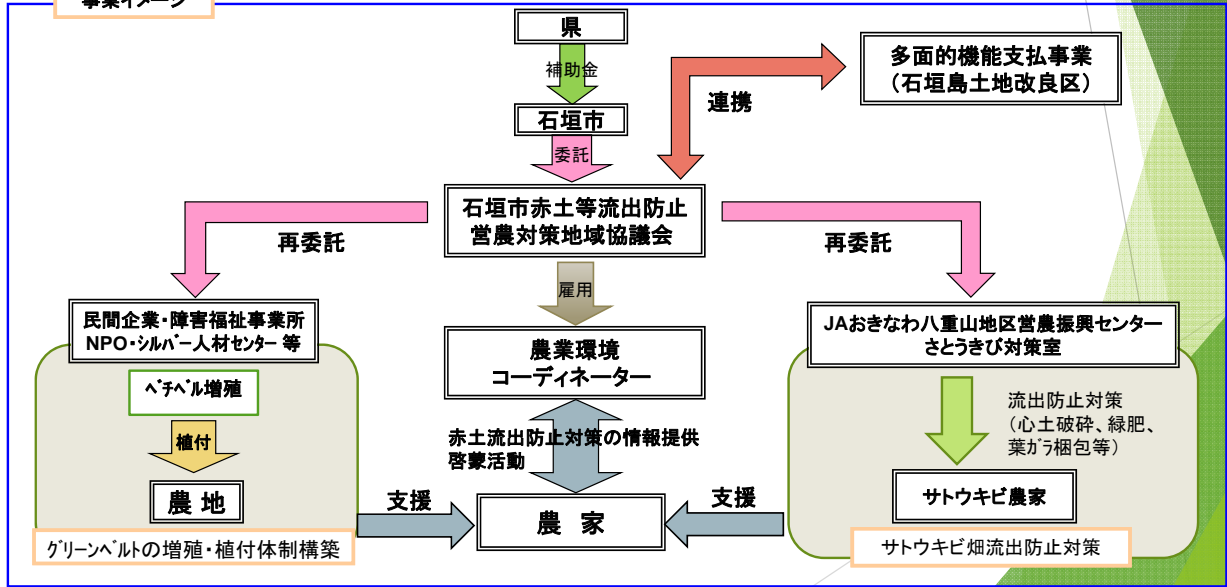 事業イメージ
県
補助金
石垣市
委託
多面的機能支払事業
(石垣島土地改良区)
連携
石垣市赤土等流出防止
営農対策地域協議会
再委託
再委託
雇用
民間企業・障害福祉事業所
NPO・シルバー人材センター 等
ベチベル増殖
植付
農 地
グリーンベルトの増殖・植付体制構築
農業環境
コーディネーター
赤土流出防止対策の情報提供
啓蒙活動
支援
農 家
支援
JAおきなわ八重山地区営農振興センター
さとうきび対策室
流出防止対策
(心土破砕、緑肥、
葉ガラ梱包等)
サトウキビ農家
サトウキビ畑流出防止対策